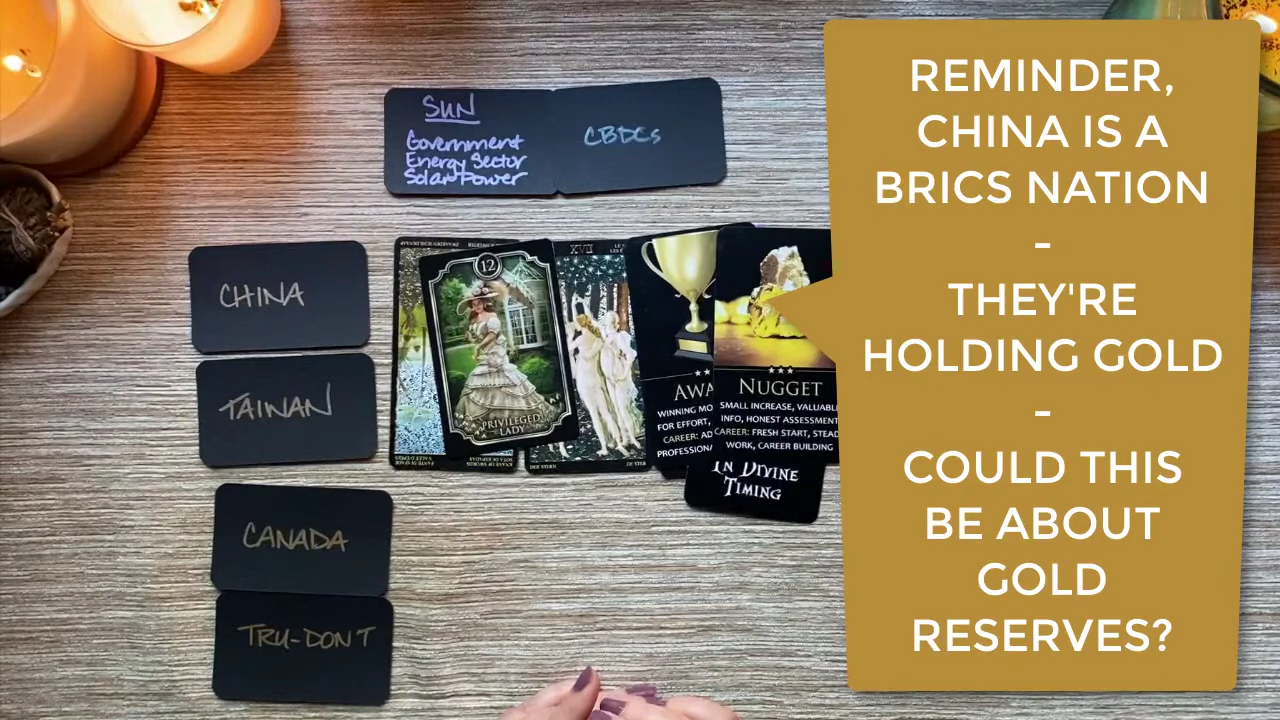 SUN
Government
Energy Sector
Solar Power
CBDCs
CHINA
TAINAN
CANADA
TRU-DON'T
12
PRIVILEGED
LADY
XVII
AWA
WINNING MO
FOR EFFORT,
CAREER: AD
PROFESSIONA
NUGGET
SMALL INCREASE, VALUABL
INFO, HONEST ASSESSMENT
CAREER: FRESH START, STEAD
WORK, CAREER BUILDING
IN DIVINE
TIMING
REMINDER,
CHINA IS A
BRICS NATION
-
THEY'RE
HOLDING GOLD
-
COULD THIS
BE ABOUT
GOLD
RESERVES?